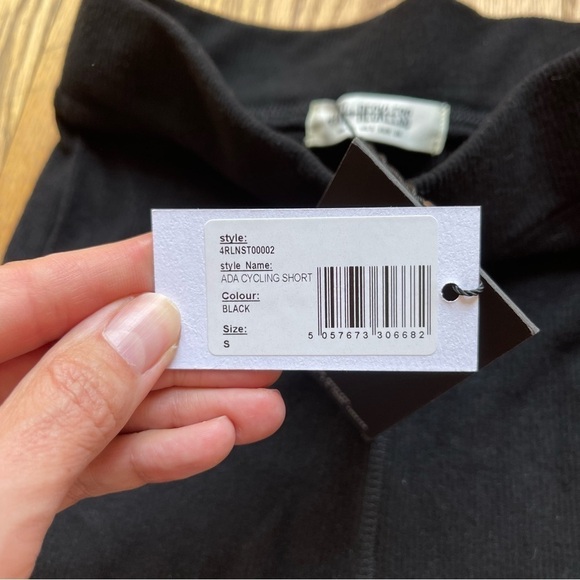 style:
4RLNST00002
style Name:
ADA CYCLING SHORT
Colour:
BLACK
Size:
S
5 057673 306682